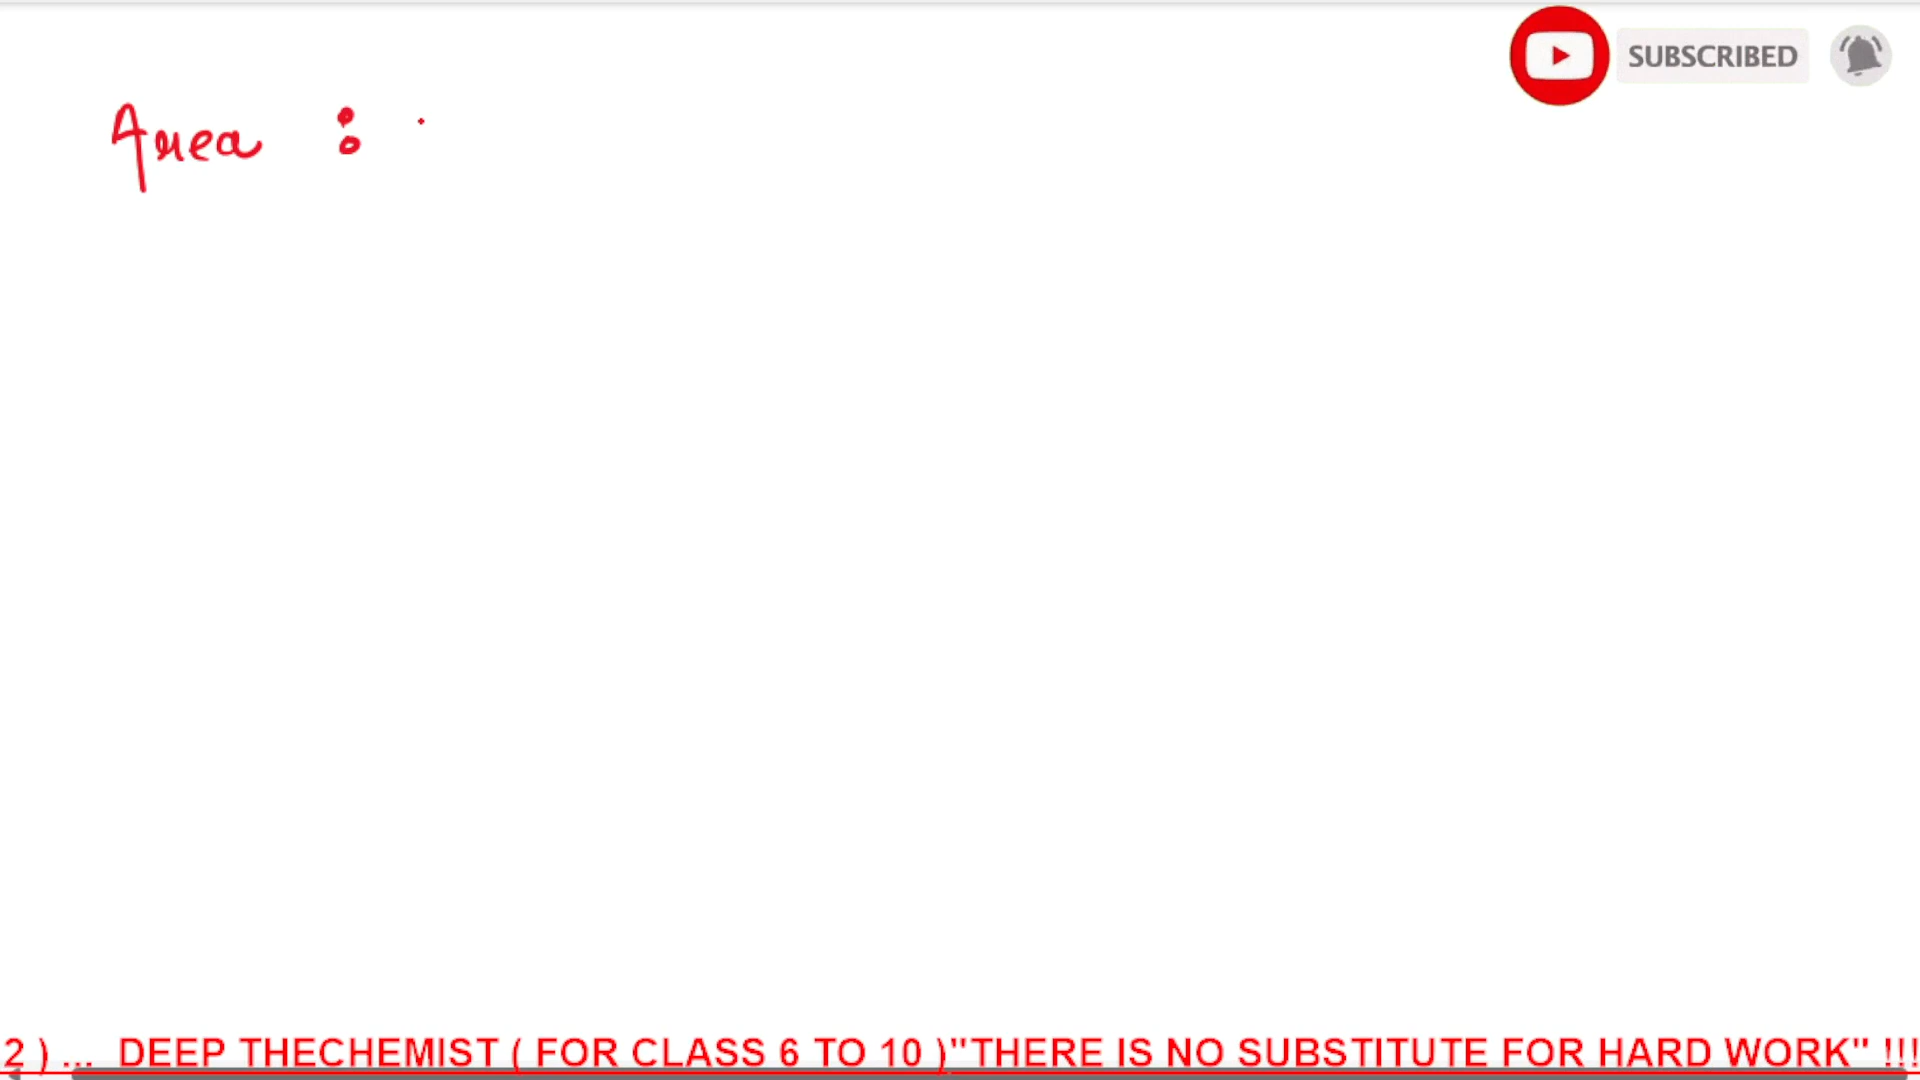 SUBSCRIBED
Area :
2 ) ... DEEP THECHEMIST ( FOR CLASS 6 TO 10 )"THERE IS NO SUBSTITUTE FOR HARD WORK" !!!